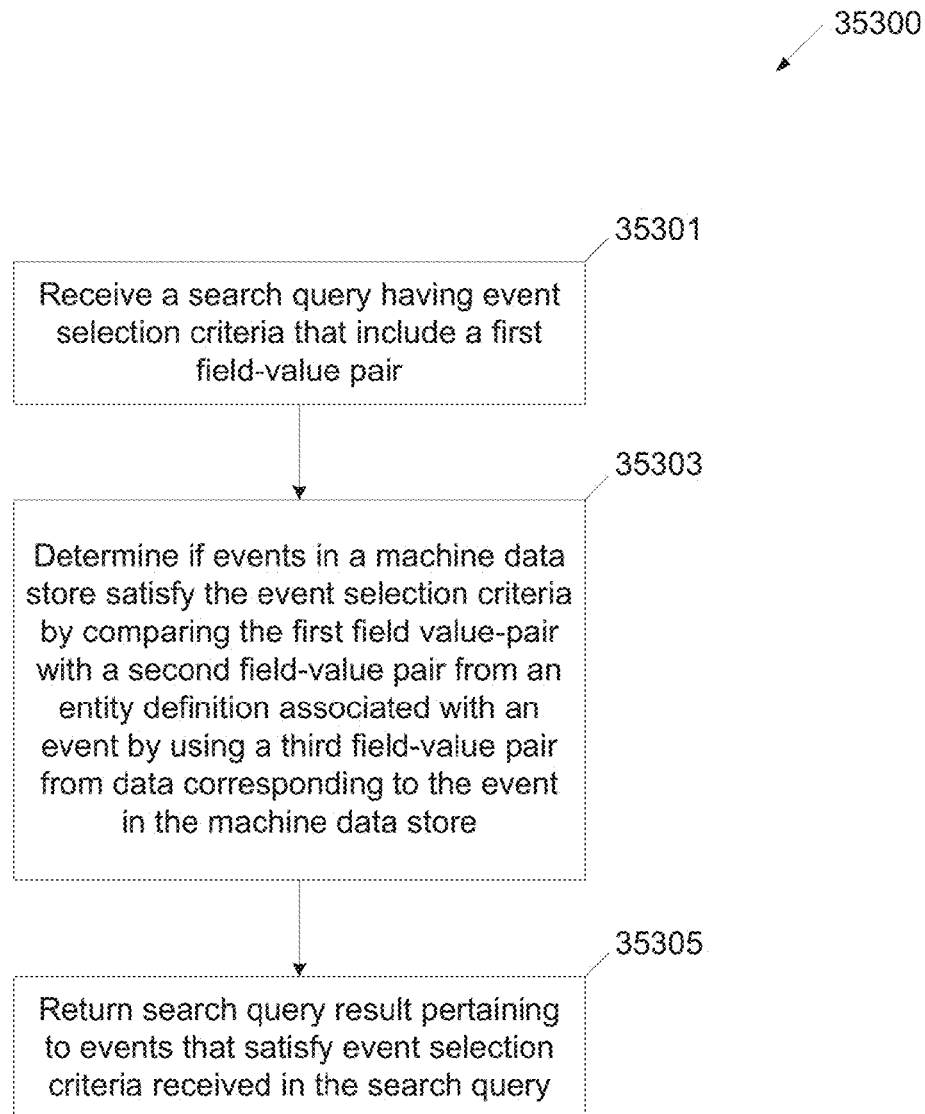 35300
35301
Receive a search query having event
selection criteria that include a first
field-value pair
35303
Determine if events in a machine data
store satisfy the event selection criteria
by comparing the first field value-pair
with a second field-value pair from an
entity definition associated with an
event by using a third field-value pair
from data corresponding to the event
in the machine data store
35305
Return search query result pertaining
to events that satisfy event selection
criteria received in the search query